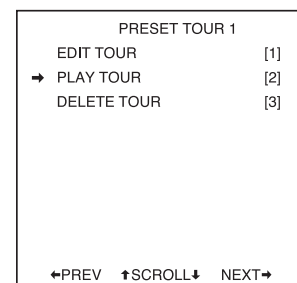 PRESET TOUR 1
EDIT TOUR [1]
➡ PLAY TOUR [2]
DELETE TOUR [3]
⬅PREV ⬆SCROLL⬇ NEXT➡